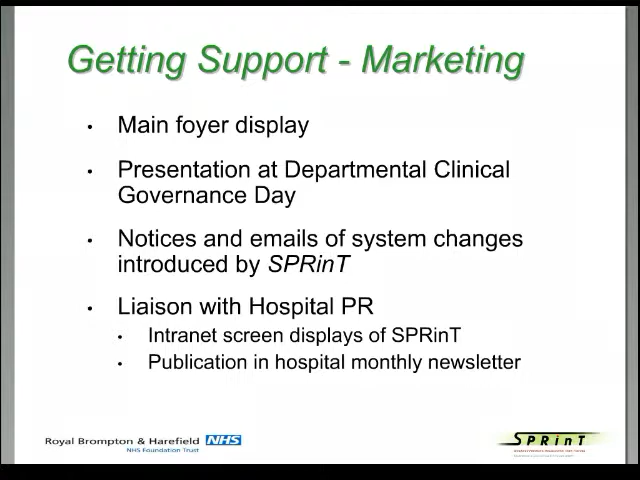 Getting Support - Marketing
• Main foyer display
• Presentation at Departmental Clinical
Governance Day
• Notices and emails of system changes
introduced by SPRinT
• Liaison with Hospital PR
• Intranet screen displays of SPRinT
• Publication in hospital monthly newsletter
Royal Brompton & Harefield NHS
NHS Foundation Trust
SPRinT